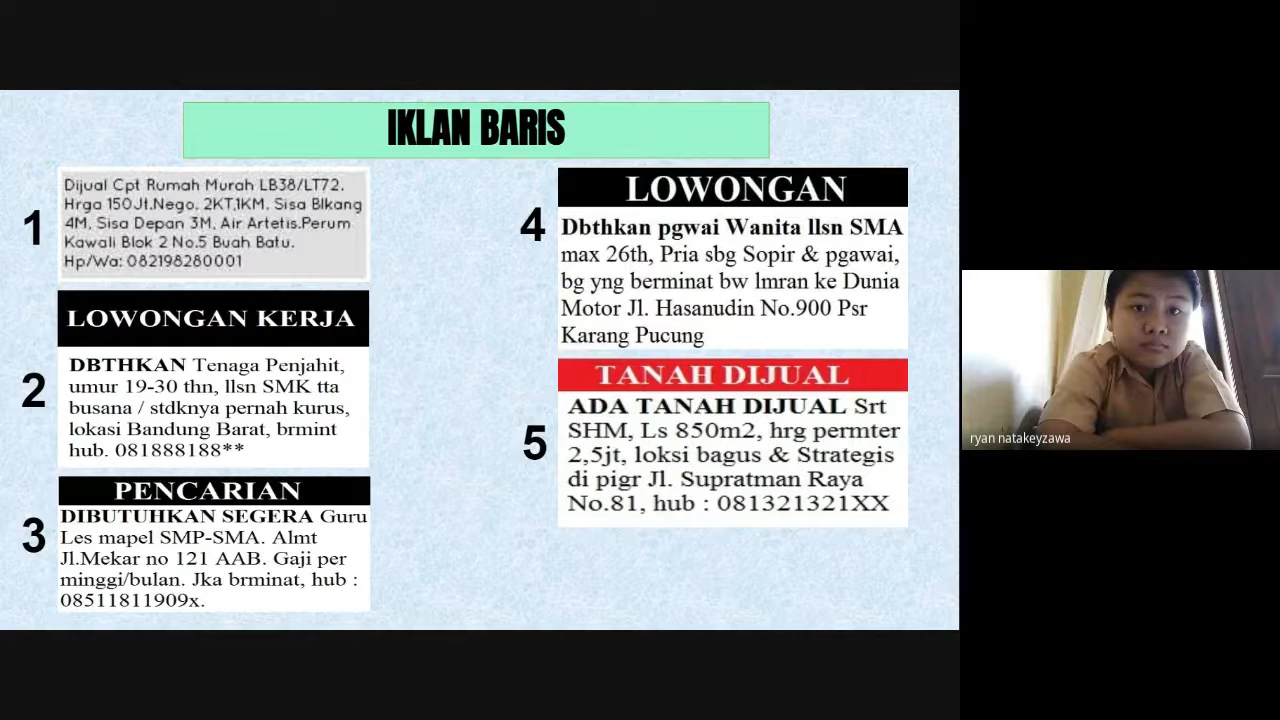 IKLAN BARIS
1
Dijual Cpt Rumah Murah LB38/LT72.
Hrga 150Jt.Nego. 2KT,1KM. Sisa Blkang
4M, Sisa Depan 3M, Air Artetis.Perum
Kawali Blok 2 No.5 Buah Batu.
Hp/Wa: 082198280001
2
LOWONGAN KERJA
DBTHKAN Tenaga Penjahit,
umur 19-30 thn, llsn SMK tta
busana / stdknya pernah kurus,
lokasi Bandung Barat, brmint
hub. 081888188**
3
PENCARIAN
DIBUTUHKAN SEGERA Guru
Les mapel SMP-SMA. Almt
Jl.Mekar no 121 AAB. Gaji per
minggi/bulan. Jka brminat, hub :
08511811909x.
4
LOWONGAN
Dbthkan pgwai Wanita llsn SMA
max 26th, Pria sbg Sopir & pgawai,
bg yng berminat bw lmran ke Dunia
Motor Jl. Hasanudin No.900 Psr
Karang Pucung
5
TANAH DIJUAL
ADA TANAH DIJUAL Srt
SHM, Ls 850m2, hrg permter
2,5jt, loksi bagus & Strategis
di pigr Jl. Supratman Raya
No.81, hub : 081321321XX
ryan natakeyzawa